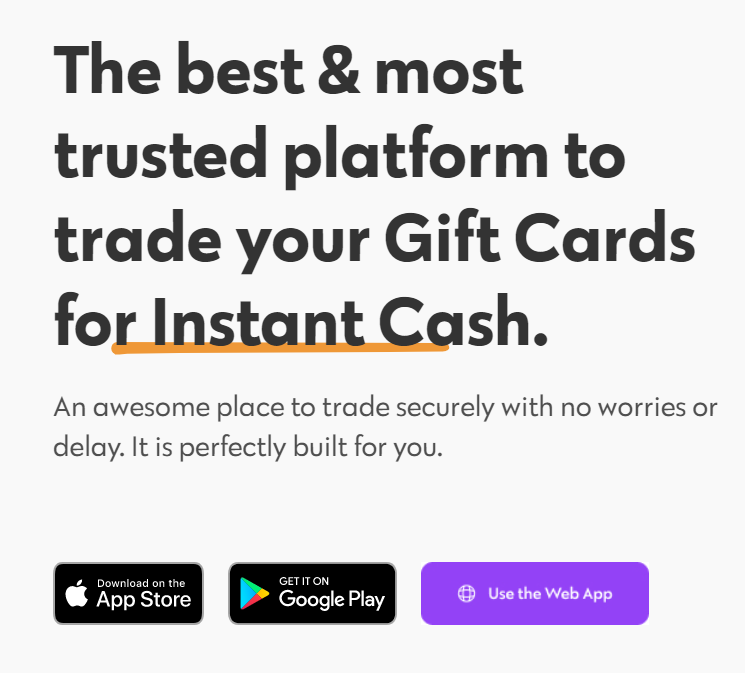 The best & most
trusted platform to
trade your Gift Cards
for Instant Cash.
An awesome place to trade securely with no worries or
delay. It is perfectly built for you.
Download on the
App Store
GET IT ON
Google Play
Use the Web App